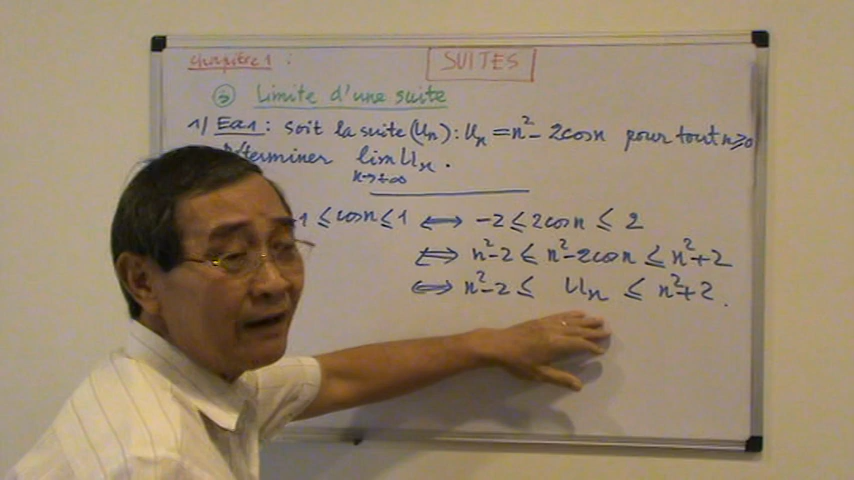 Chapitre 1 :
SUITES
③ Limite d'une suite
1/ Ex1 : soit la suite (Un) : Un = n² - 2cosn pour tout n ≥ 0
Déterminer lim Un .
n→+∞
-1 ≤ cosn ≤ 1 ⟺ -2 ≤ 2cosn ≤ 2
⟺ n²-2 ≤ n²-2cosn ≤ n²+2
⟺ n²-2 ≤ Un ≤ n²+2 .